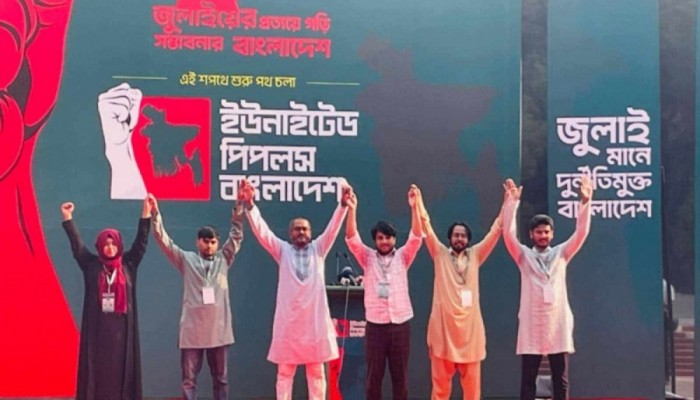 জুলাইয়ের প্রত্যয়ে গড়ি
সম্ভাবনার বাংলাদেশ
এই শপথে শুরু পথ চলা
ইউনাইটেড
পিপলস
বাংলাদেশ
জুলাই
মানে
দুর্নীতিমুক্ত
বাংলাদেশ